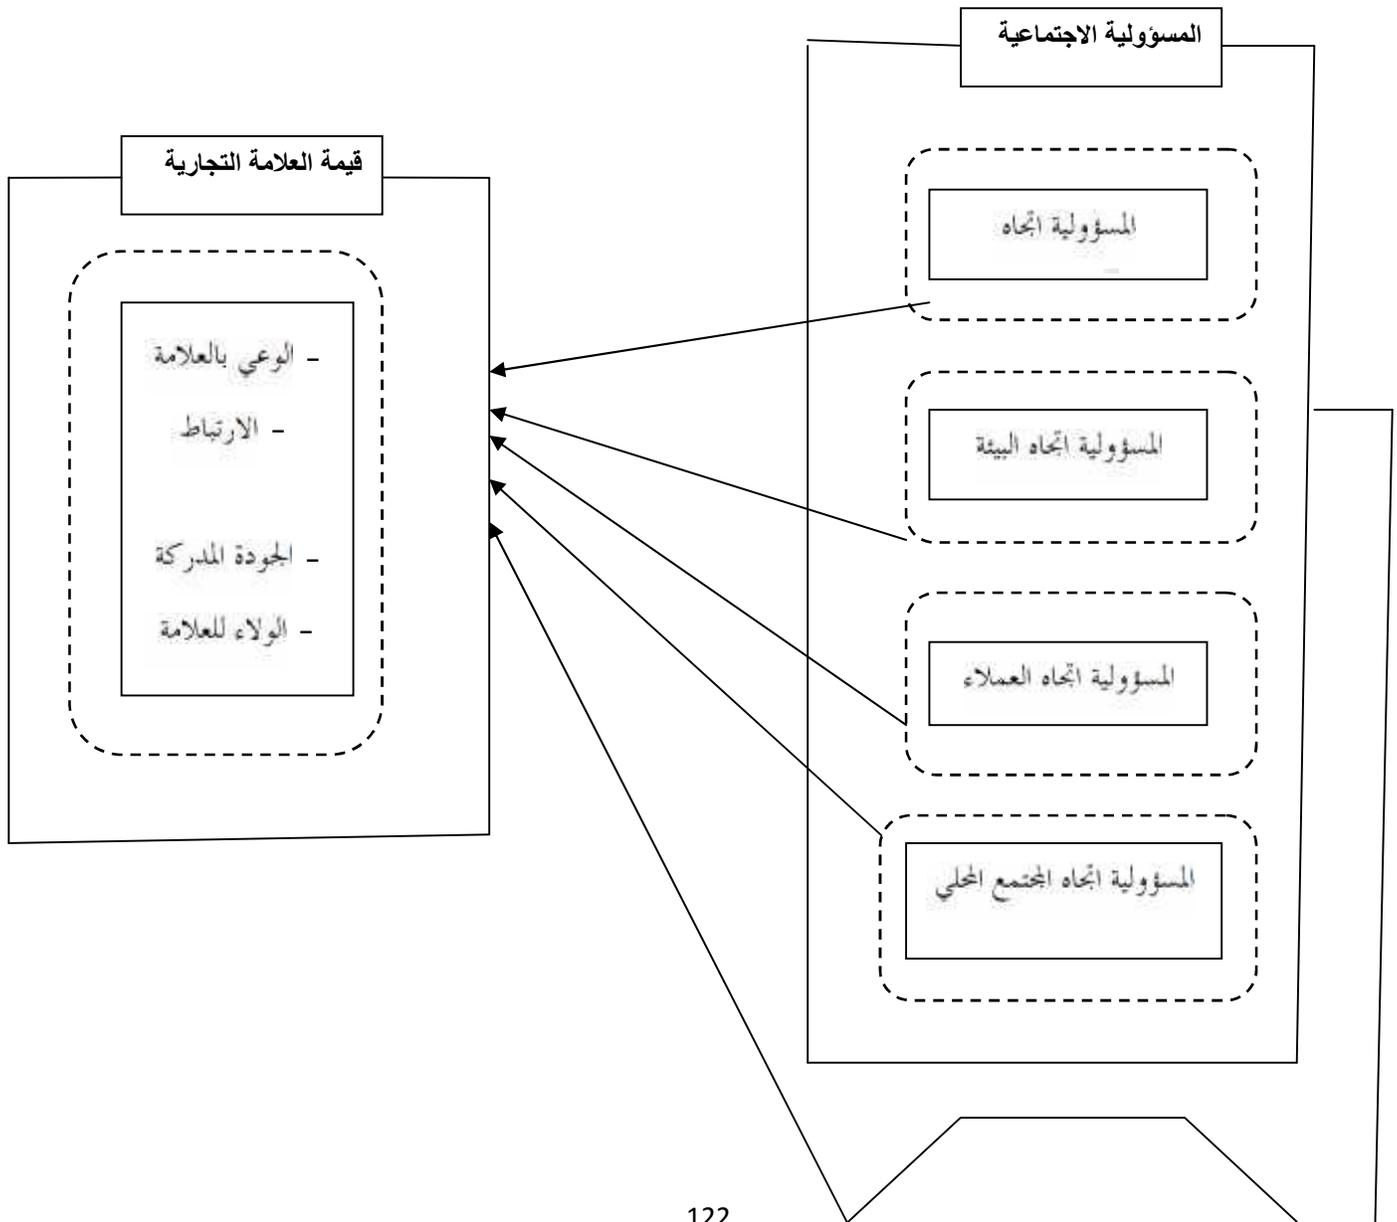 المسؤولية الاجتماعية
المسؤولية اتجاه
المسؤولية اتجاه البيئة
المسؤولية اتجاه العملاء
المسؤولية اتجاه المجتمع المحلي
قيمة العلامة التجارية
- الوعي بالعلامة
- الارتباط
- الجودة المدركة
- الولاء للعلامة
122